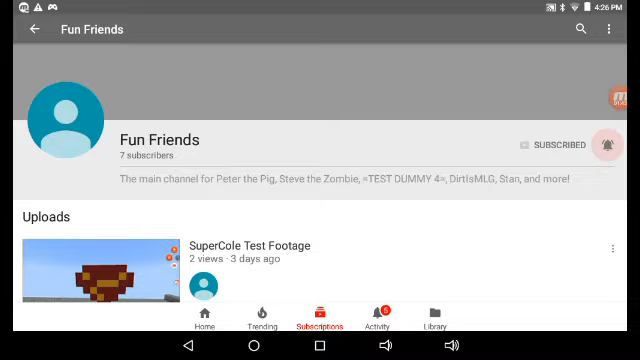 4:26 PM
Fun Friends
Fun Friends
7 subscribers
SUBSCRIBED
The main channel for Peter the Pig, Steve the Zombie, =TEST DUMMY 4=, DirtIsMLG, Stan, and more!
Uploads
SuperCole Test Footage
2 views · 3 days ago
Home
Trending
Subscriptions
5
Activity
Library